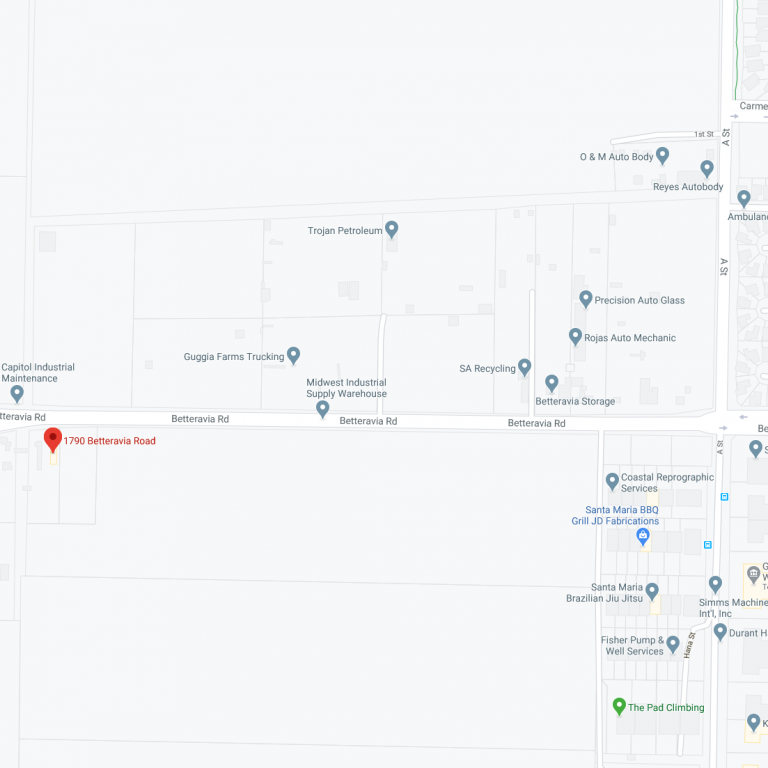 Carme
1st St
A St
O & M Auto Body
Reyes Autobody
Ambulanc
Trojan Petroleum
A St
Precision Auto Glass
Rojas Auto Mechanic
Guggia Farms Trucking
SA Recycling
Capitol Industrial
Maintenance
Midwest Industrial
Supply Warehouse
Betteravia Storage
tteravia Rd
Betteravia Rd
Betteravia Rd
Betteravia Rd
Be
1790 Betteravia Road
A St
S
Coastal Reprographic
Services
Santa Maria BBQ
Grill JD Fabrications
G
W
Te
Santa Maria
Brazilian Jiu Jitsu
Simms Machine
Int'l, Inc
Durant H
Fisher Pump &
Well Services
Hana St
The Pad Climbing
K